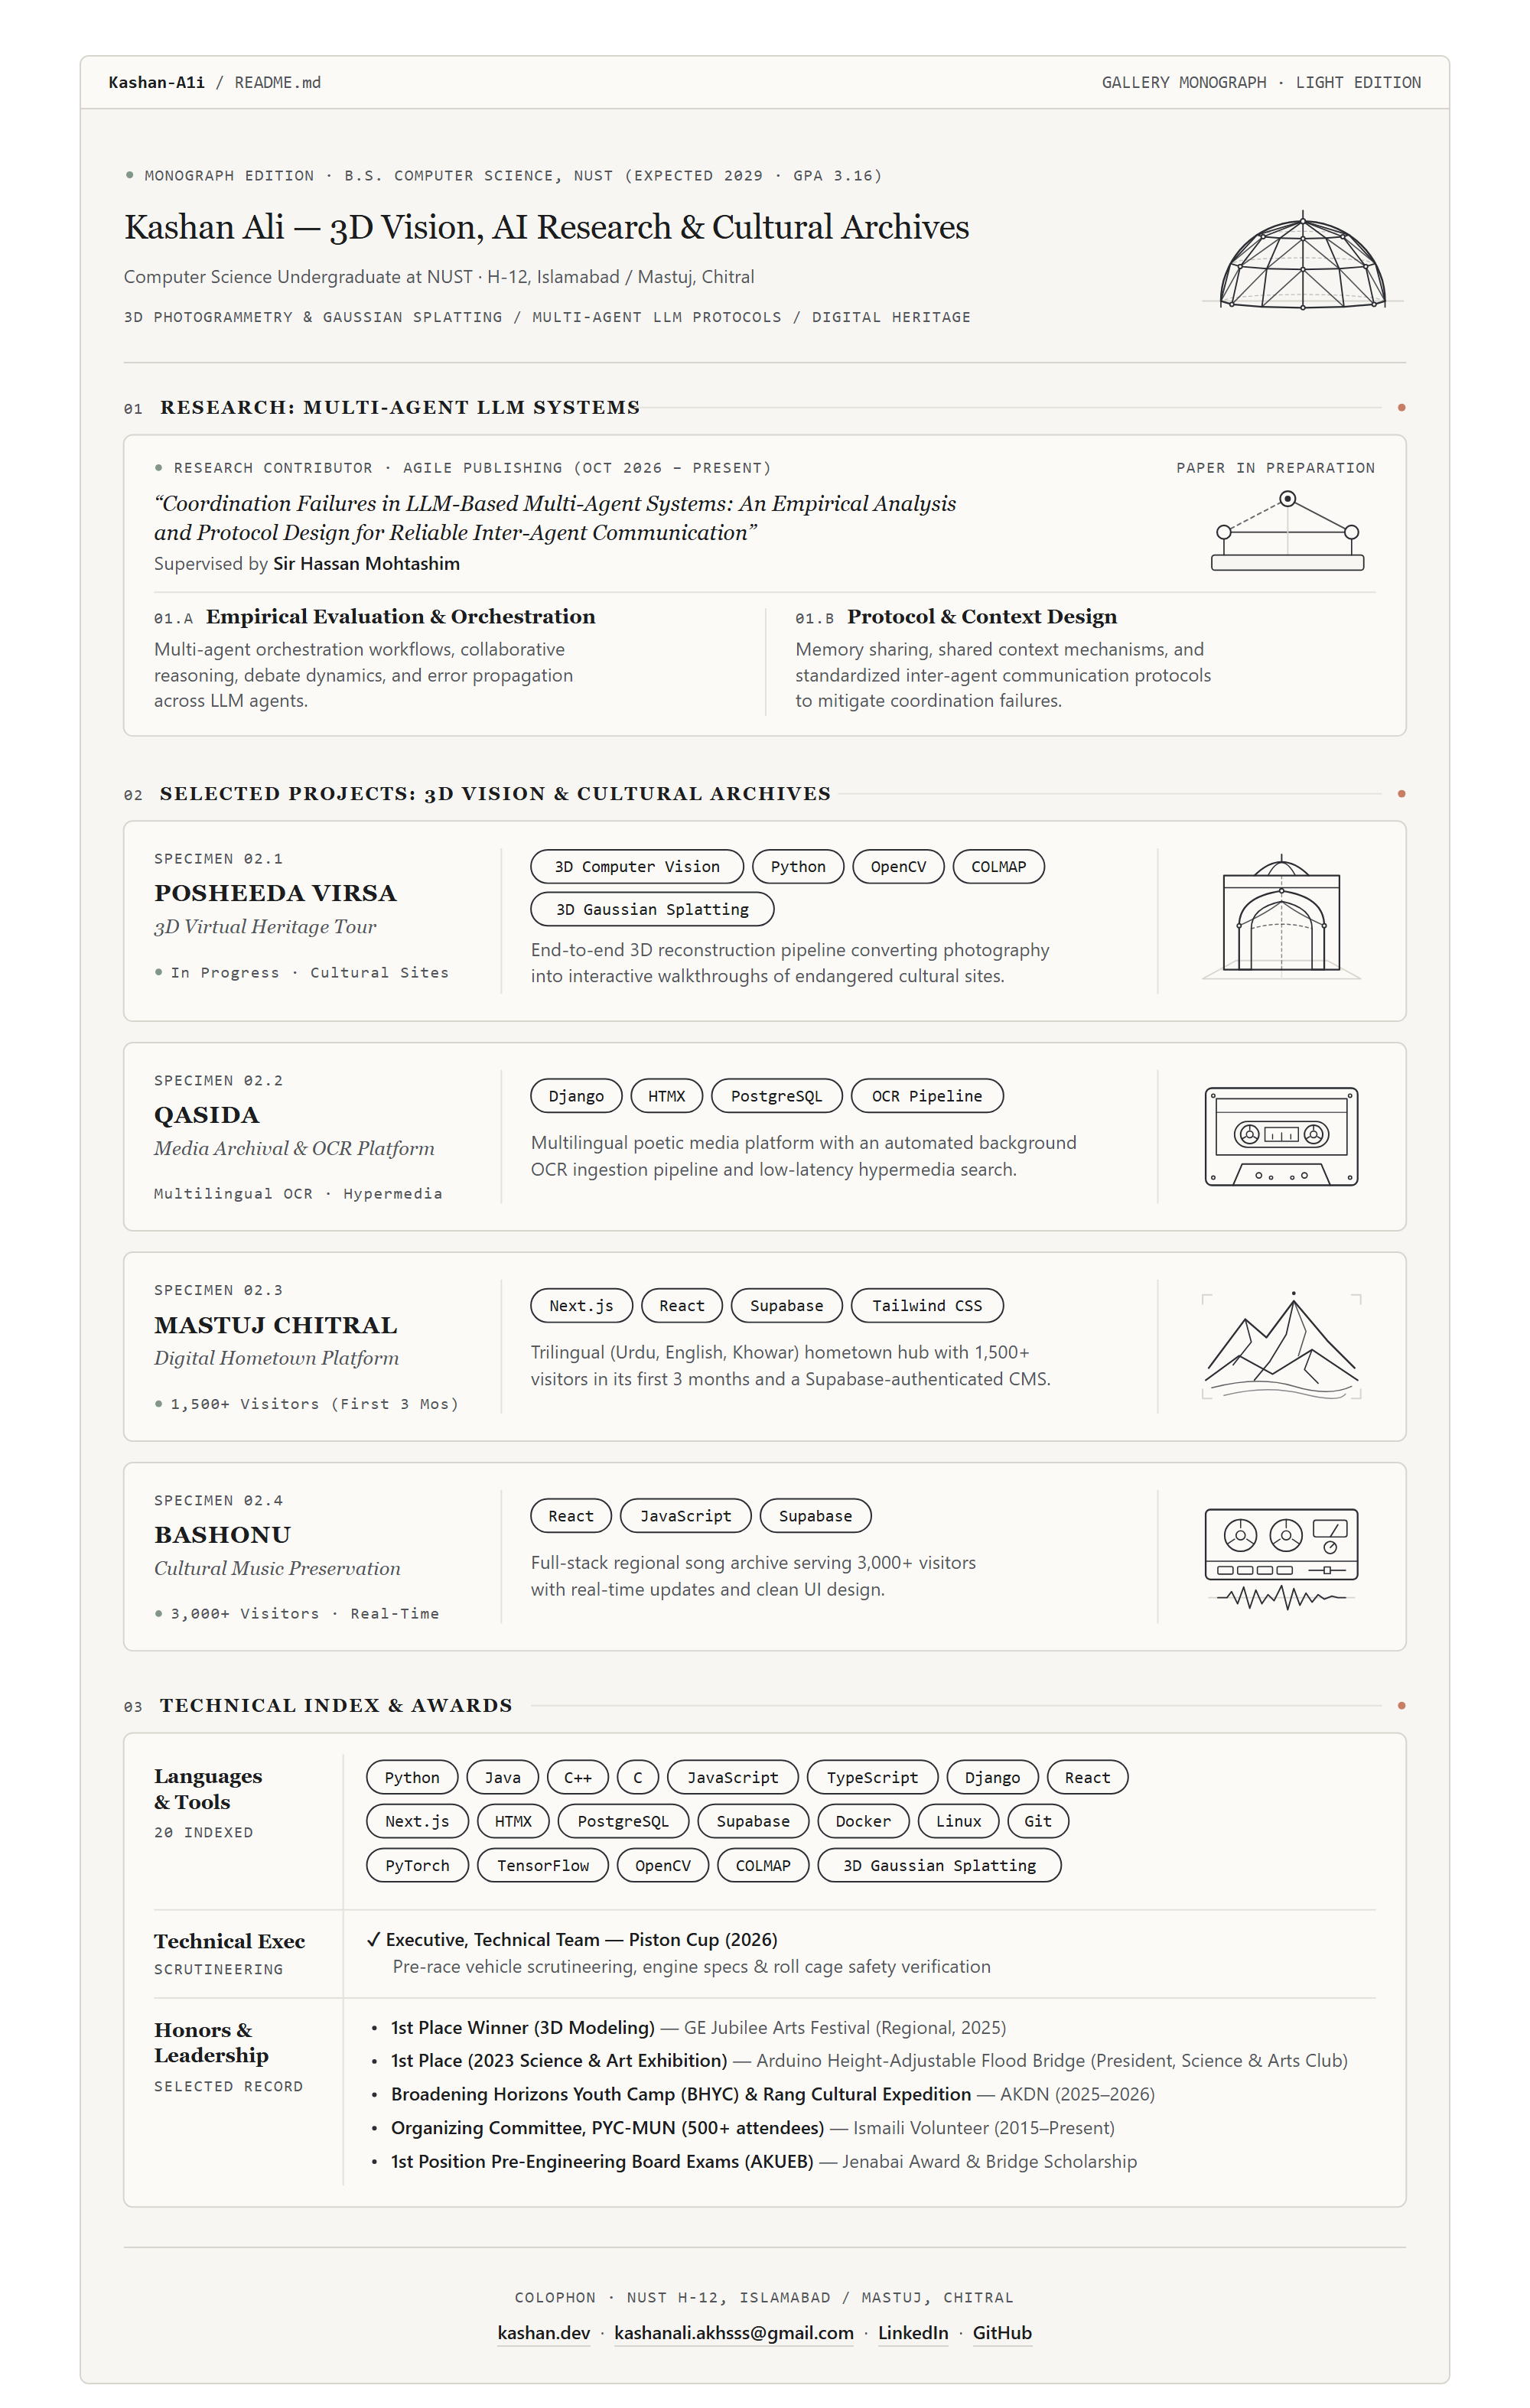 Kashan-A1i / README.md
GALLERY MONOGRAPH · LIGHT EDITION
MONOGRAPH EDITION · B.S. COMPUTER SCIENCE, NUST (EXPECTED 2029 · GPA 3.16)
Kashan Ali — 3D Vision, AI Research & Cultural Archives
Computer Science Undergraduate at NUST · H-12, Islamabad / Mastuj, Chitral
3D PHOTOGRAMMETRY & GAUSSIAN SPLATTING / MULTI-AGENT LLM PROTOCOLS / DIGITAL HERITAGE
01 RESEARCH: MULTI-AGENT LLM SYSTEMS
RESEARCH CONTRIBUTOR · AGILE PUBLISHING (OCT 2026 – PRESENT)
PAPER IN PREPARATION
“Coordination Failures in LLM-Based Multi-Agent Systems: An Empirical Analysis
and Protocol Design for Reliable Inter-Agent Communication”
Supervised by Sir Hassan Mohtashim
01.A Empirical Evaluation & Orchestration
Multi-agent orchestration workflows, collaborative
reasoning, debate dynamics, and error propagation
across LLM agents.
01.B Protocol & Context Design
Memory sharing, shared context mechanisms, and
standardized inter-agent communication protocols
to mitigate coordination failures.
02 SELECTED PROJECTS: 3D VISION & CULTURAL ARCHIVES
SPECIMEN 02.1
POSHEEDA VIRSA
3D Virtual Heritage Tour
In Progress · Cultural Sites
3D Computer Vision Python OpenCV COLMAP
3D Gaussian Splatting
End-to-end 3D reconstruction pipeline converting photography
into interactive walkthroughs of endangered cultural sites.
SPECIMEN 02.2
QASIDA
Media Archival & OCR Platform
Multilingual OCR · Hypermedia
Django HTMX PostgreSQL OCR Pipeline
Multilingual poetic media platform with an automated background
OCR ingestion pipeline and low-latency hypermedia search.
SPECIMEN 02.3
MASTUJ CHITRAL
Digital Hometown Platform
1,500+ Visitors (First 3 Mos)
Next.js React Supabase Tailwind CSS
Trilingual (Urdu, English, Khowar) hometown hub with 1,500+
visitors in its first 3 months and a Supabase-authenticated CMS.
SPECIMEN 02.4
BASHONU
Cultural Music Preservation
3,000+ Visitors · Real-Time
React JavaScript Supabase
Full-stack regional song archive serving 3,000+ visitors
with real-time updates and clean UI design.
03 TECHNICAL INDEX & AWARDS
Languages
& Tools
20 INDEXED
Python Java C++ C JavaScript TypeScript Django React
Next.js HTMX PostgreSQL Supabase Docker Linux Git
PyTorch TensorFlow OpenCV COLMAP 3D Gaussian Splatting
Technical Exec
SCRUTINEERING
✓ Executive, Technical Team — Piston Cup (2026)
Pre-race vehicle scrutineering, engine specs & roll cage safety verification
Honors &
Leadership
SELECTED RECORD
• 1st Place Winner (3D Modeling) — GE Jubilee Arts Festival (Regional, 2025)
• 1st Place (2023 Science & Art Exhibition) — Arduino Height-Adjustable Flood Bridge (President, Science & Arts Club)
• Broadening Horizons Youth Camp (BHYC) & Rang Cultural Expedition — AKDN (2025–2026)
• Organizing Committee, PYC-MUN (500+ attendees) — Ismaili Volunteer (2015–Present)
• 1st Position Pre-Engineering Board Exams (AKUEB) — Jenabai Award & Bridge Scholarship
COLOPHON · NUST H-12, ISLAMABAD / MASTUJ, CHITRAL
kashan.dev · kashanali.akhsss@gmail.com · LinkedIn · GitHub